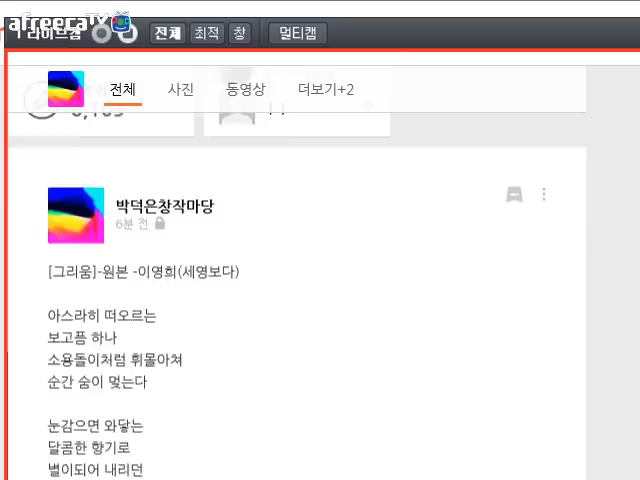 afreecaTV
라이브캠 전체 최적 창 멀티캠
전체 사진 동영상 더보기+2
박덕은창작마당
6분 전
[그리움]-원본 -이영희(세영보다)
아스라히 떠오르는
보고픔 하나
소용돌이처럼 휘몰아쳐
순간 숨이 멎는다
눈감으면 와닿는
달콤한 향기로
별이되어 내리던